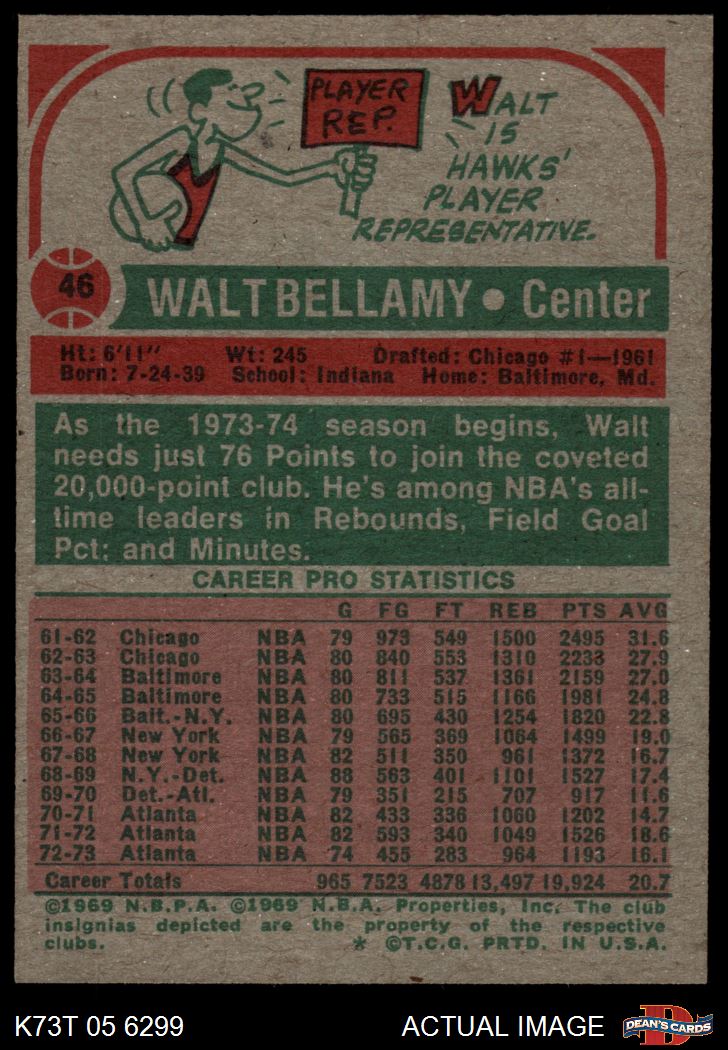 PLAYER REP.
WALT
IS
HAWKS'
PLAYER
REPRESENTATIVE.
46
WALT BELLAMY • Center
Ht: 6'11" Wt: 245 Drafted: Chicago #1—1961
Born: 7-24-39 School: Indiana Home: Baltimore, Md.
As the 1973-74 season begins, Walt
needs just 76 Points to join the coveted
20,000-point club. He's among NBA's all-
time leaders in Rebounds, Field Goal
Pct; and Minutes.
CAREER PRO STATISTICS
G FG FT REB PTS AVG
61-62 Chicago NBA 79 973 549 1500 2495 31.6
62-63 Chicago NBA 80 840 553 1310 2233 27.9
63-64 Baltimore NBA 80 811 537 1361 2159 27.0
64-65 Baltimore NBA 80 733 515 1166 1981 24.8
65-66 Balt.-N.Y. NBA 80 695 430 1254 1820 22.8
66-67 New York NBA 79 565 369 1064 1499 19.0
67-68 New York NBA 82 511 350 961 1372 16.7
68-69 N.Y.-Det. NBA 88 563 401 1101 1527 17.4
69-70 Det.-Atl. NBA 79 351 215 707 917 11.6
70-71 Atlanta NBA 82 433 336 1060 1202 14.7
71-72 Atlanta NBA 82 593 340 1049 1526 18.6
72-73 Atlanta NBA 74 455 283 964 1193 16.1
Career Totals 965 7523 4878 13,497 19,924 20.7
©1969 N.B.P.A. ©1969 N.B.A. Properties, Inc. The club
insignias depicted are the property of the respective
clubs. * ©T.C.G. PRTD. IN U.S.A.
K73T 05 6299 ACTUAL IMAGE D DEAN'S CARDS